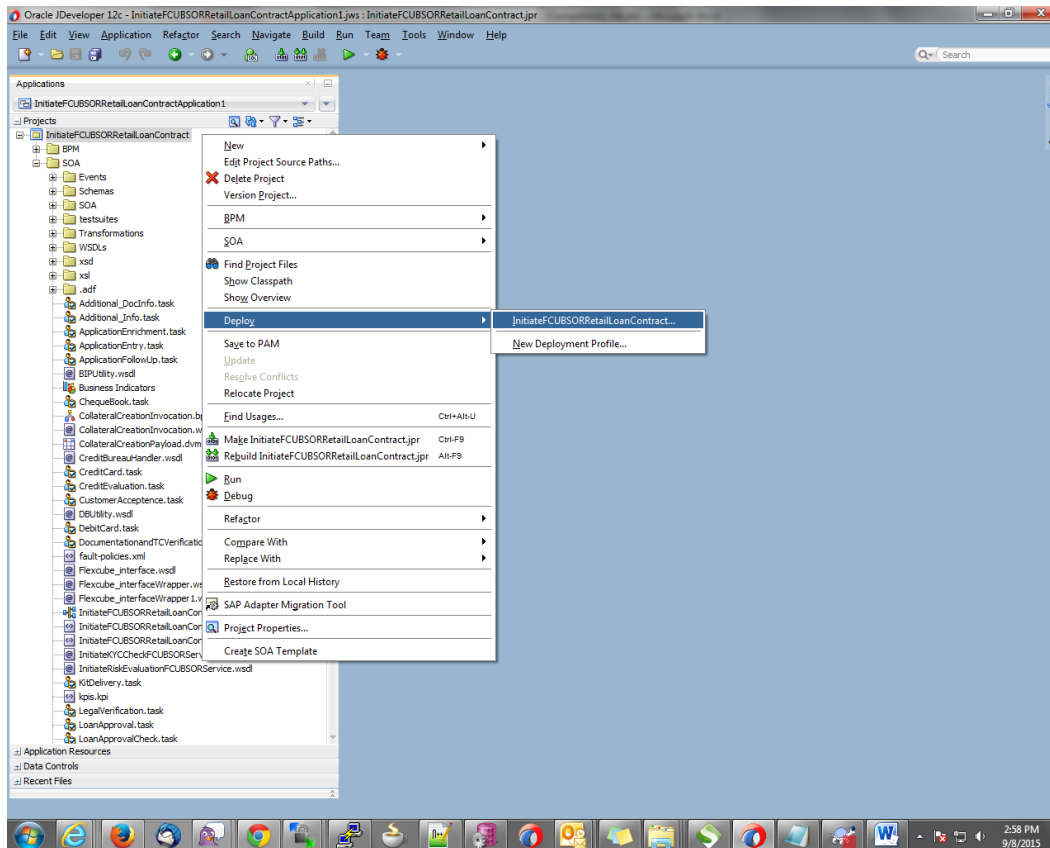 Oracle JDeveloper 12c - InitiateFCUBSORRetailLoanContractApplication1.jws : InitiateFCUBSORRetailLoanContract.jpr
File Edit View Application Refactor Search Navigate Build Run Team Tools Window Help
Search
Applications
InitiateFCUBSORRetailLoanContractApplication1
Projects
InitiateFCUBSORRetailLoanContract
BPM
SOA
Events
Schemas
SOA
testsuites
Transformations
WSDLs
xsd
xsl
.adf
Additional_DocInfo.task
Additional_Info.task
ApplicationEnrichment.task
ApplicationEntry.task
ApplicationFollowUp.task
BIPUtility.wsdl
Business Indicators
ChequeBook.task
CollateralCreationInvocation.bp
CollateralCreationInvocation.w
CollateralCreationPayload.dvm
CreditBureauHandler.wsdl
CreditCard.task
CreditEvaluation.task
CustomerAcceptence.task
DBUtility.wsdl
DebitCard.task
DocumentationandTCVerificatio
fault-policies.xml
Flexcube_interface.wsdl
Flexcube_interfaceWrapper.ws
Flexcube_interfaceWrapper1.w
InitiateFCUBSORRetailLoanCon
InitiateFCUBSORRetailLoanCon
InitiateFCUBSORRetailLoanCon
InitiateKYCCheckFCUBSORServ
InitiateRiskEvaluationFCUBSORService.wsdl
KitDelivery.task
kpis.kpi
LegalVerification.task
LoanApproval.task
LoanApprovalCheck.task
Application Resources
Data Controls
Recent Files
New
Edit Project Source Paths...
Delete Project
Version Project...
BPM
SOA
Find Project Files
Show Classpath
Show Overview
Deploy
Save to PAM
Update
Resolve Conflicts
Relocate Project
Find Usages... Ctrl+Alt-U
Make InitiateFCUBSORRetailLoanContract.jpr Ctrl-F9
Rebuild InitiateFCUBSORRetailLoanContract.jpr Alt-F9
Run
Debug
Refactor
Compare With
Replace With
Restore from Local History
SAP Adapter Migration Tool
Project Properties...
Create SOA Template
InitiateFCUBSORRetailLoanContract...
New Deployment Profile...
2:58 PM
9/8/2015